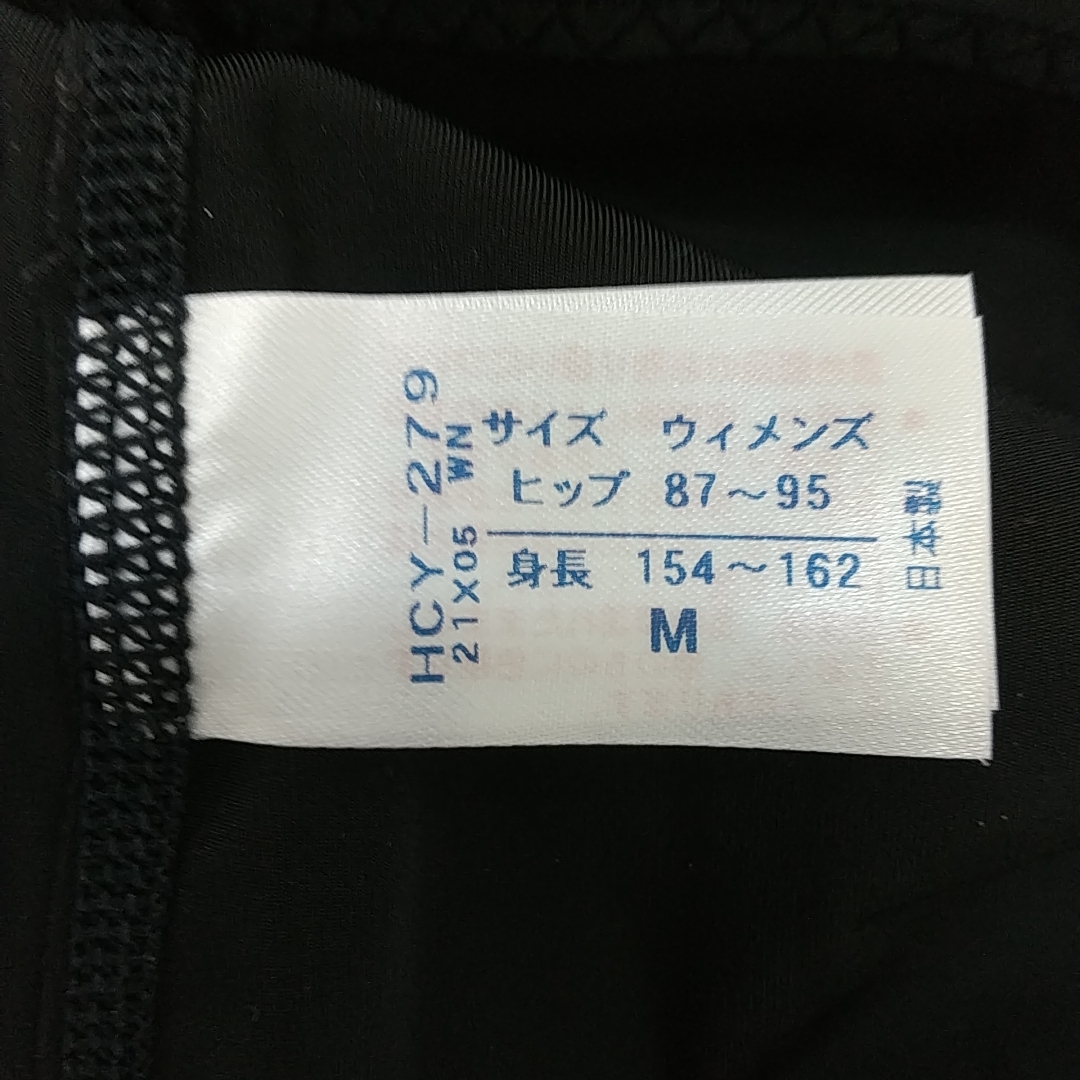 サイズ　ウィメンズ
ヒップ　87～95
身長　154～162
M
HCY-279
21X05　WN
日本製